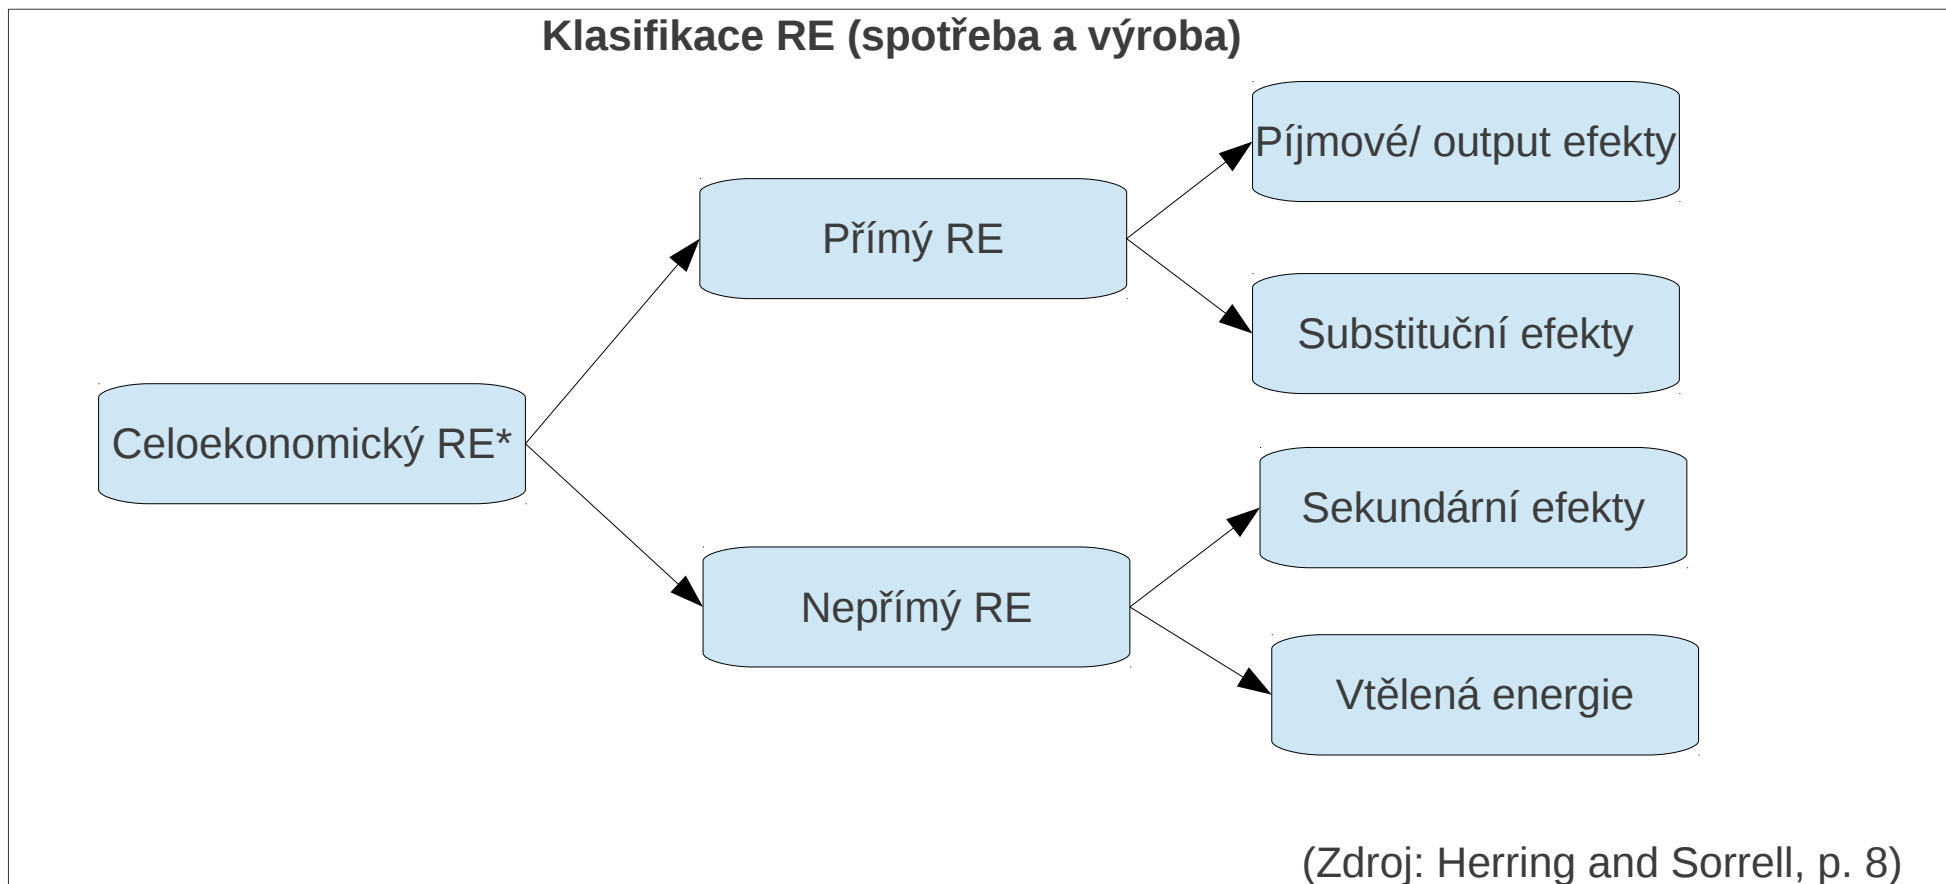 Klasifikace RE (spotřeba a výroba)
Píjmové/ output efekty
Přímý RE
Substituční efekty
Celoekonomický RE*
Sekundární efekty
Nepřímý RE
Vtělená energie
(Zdroj: Herring and Sorrell, p. 8)